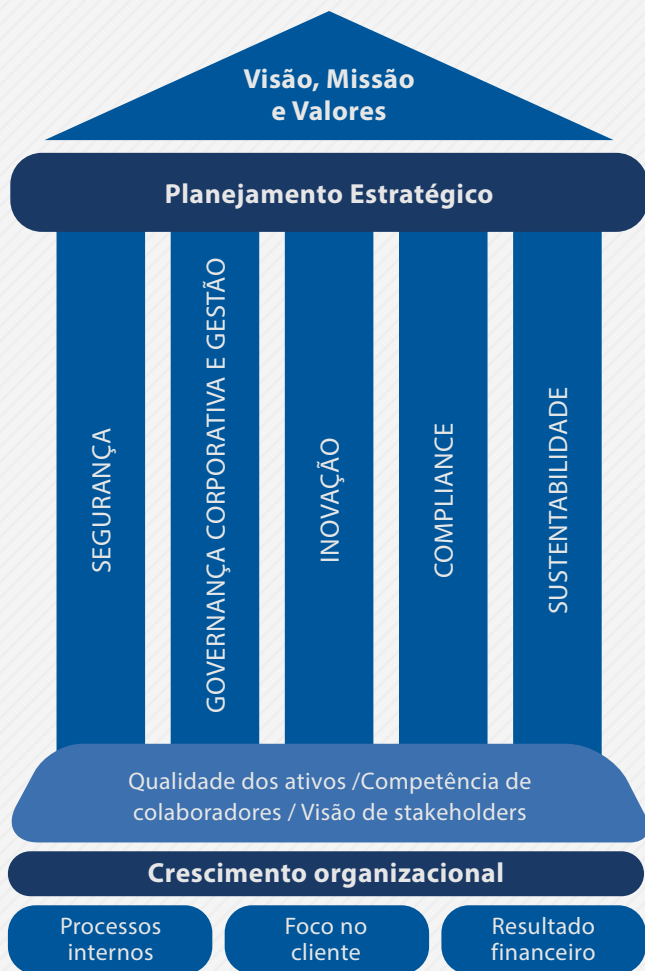 Visão, Missão
e Valores
Planejamento Estratégico
SEGURANÇA
GOVERNANÇA CORPORATIVA E GESTÃO
INOVAÇÃO
COMPLIANCE
SUSTENTABILIDADE
Qualidade dos ativos /Competência de
colaboradores / Visão de stakeholders
Crescimento organizacional
Processos
internos
Foco no
cliente
Resultado
financeiro